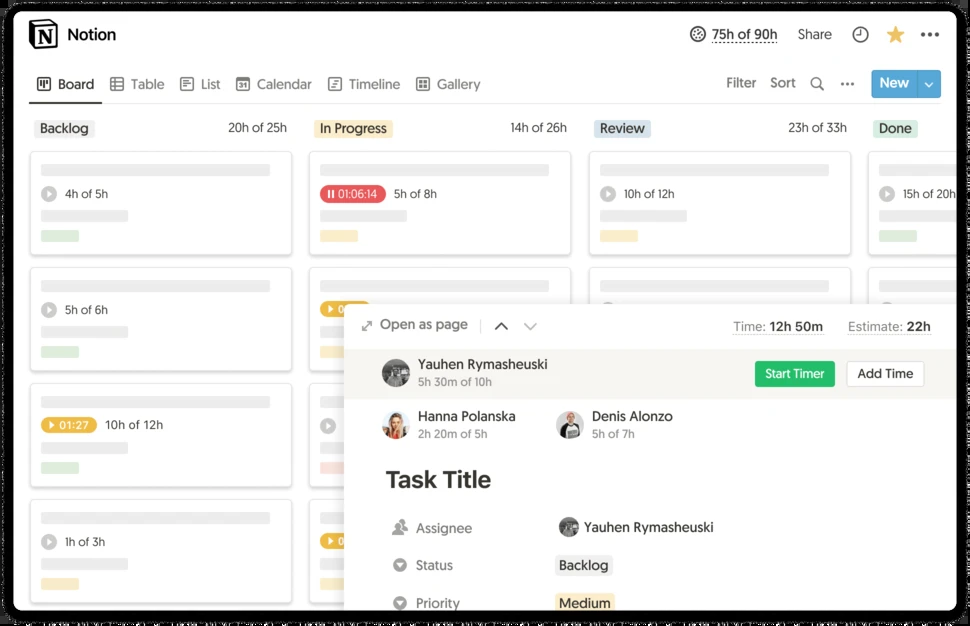 Notion
75h of 90h Share
Board Table List Calendar Timeline Gallery
Filter Sort New
Backlog 20h of 25h
In Progress 14h of 26h
Review 23h of 33h
Done
4h of 5h
01:06:14 5h of 8h
10h of 12h
15h of 20h
5h of 6h
01:27 10h of 12h
1h of 3h
Open as page
Time: 12h 50m Estimate: 22h
Yauhen Rymasheuski
5h 30m of 10h
Start Timer Add Time
Hanna Polanska
2h 20m of 5h
Denis Alonzo
5h of 7h
Task Title
Assignee Yauhen Rymasheuski
Status Backlog
Priority Medium